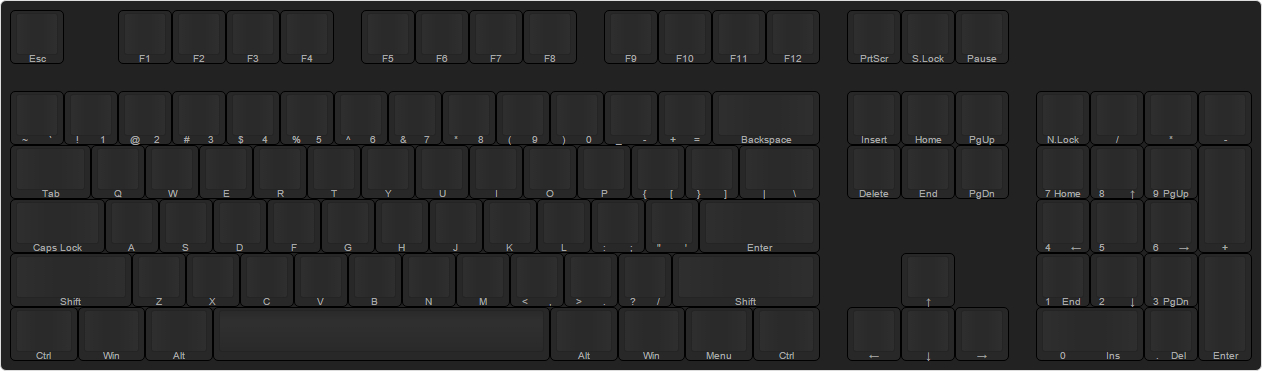 Esc F1 F2 F3 F4 F5 F6 F7 F8 F9 F10 F11 F12 PrtScr S.Lock Pause
~ ' ! 1 @ 2 # 3 $ 4 % 5 ^ 6 & 7 * 8 ( 9 ) 0 _ - + = Backspace Insert Home PgUp N.Lock / * -
Tab Q W E R T Y U I O P { [ } ] | \ Delete End PgDn 7 Home 8 ↑ 9 PgUp
Caps Lock A S D F G H J K L : ; " ' Enter 4 ← 5 6 → +
Shift Z X C V B N M < , > . ? / Shift ↑ 1 End 2 ↓ 3 PgDn
Ctrl Win Alt Alt Win Menu Ctrl ← ↓ → 0 Ins . Del Enter